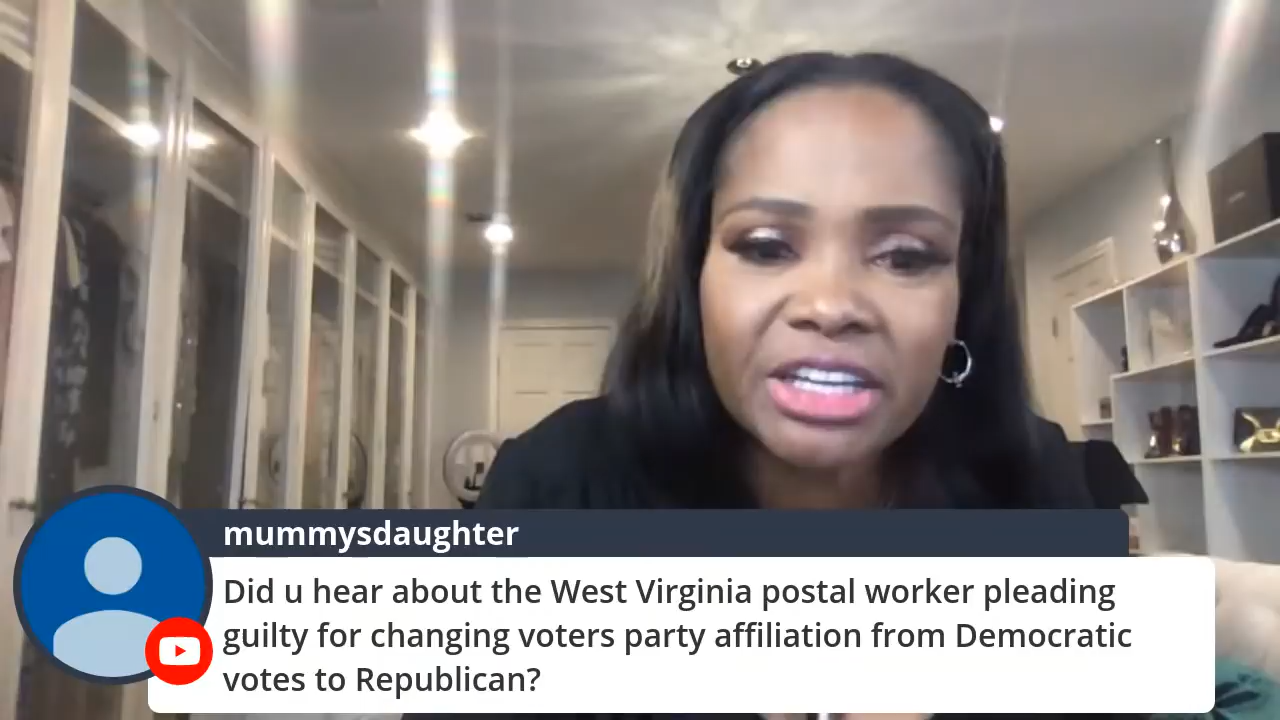 mummysdaughter
Did u hear about the West Virginia postal worker pleading
guilty for changing voters party affiliation from Democratic
votes to Republican?